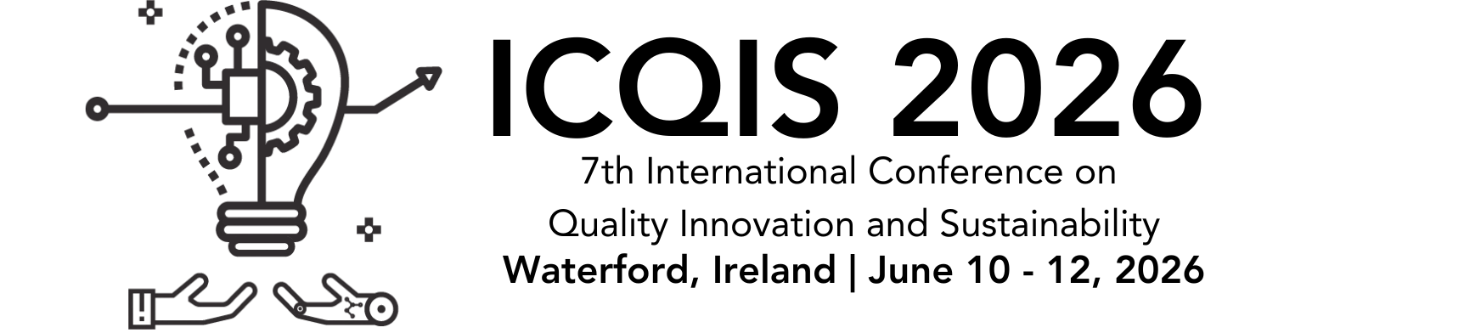 ICQIS 2026
7th International Conference on
Quality Innovation and Sustainability
Waterford, Ireland | June 10 - 12, 2026